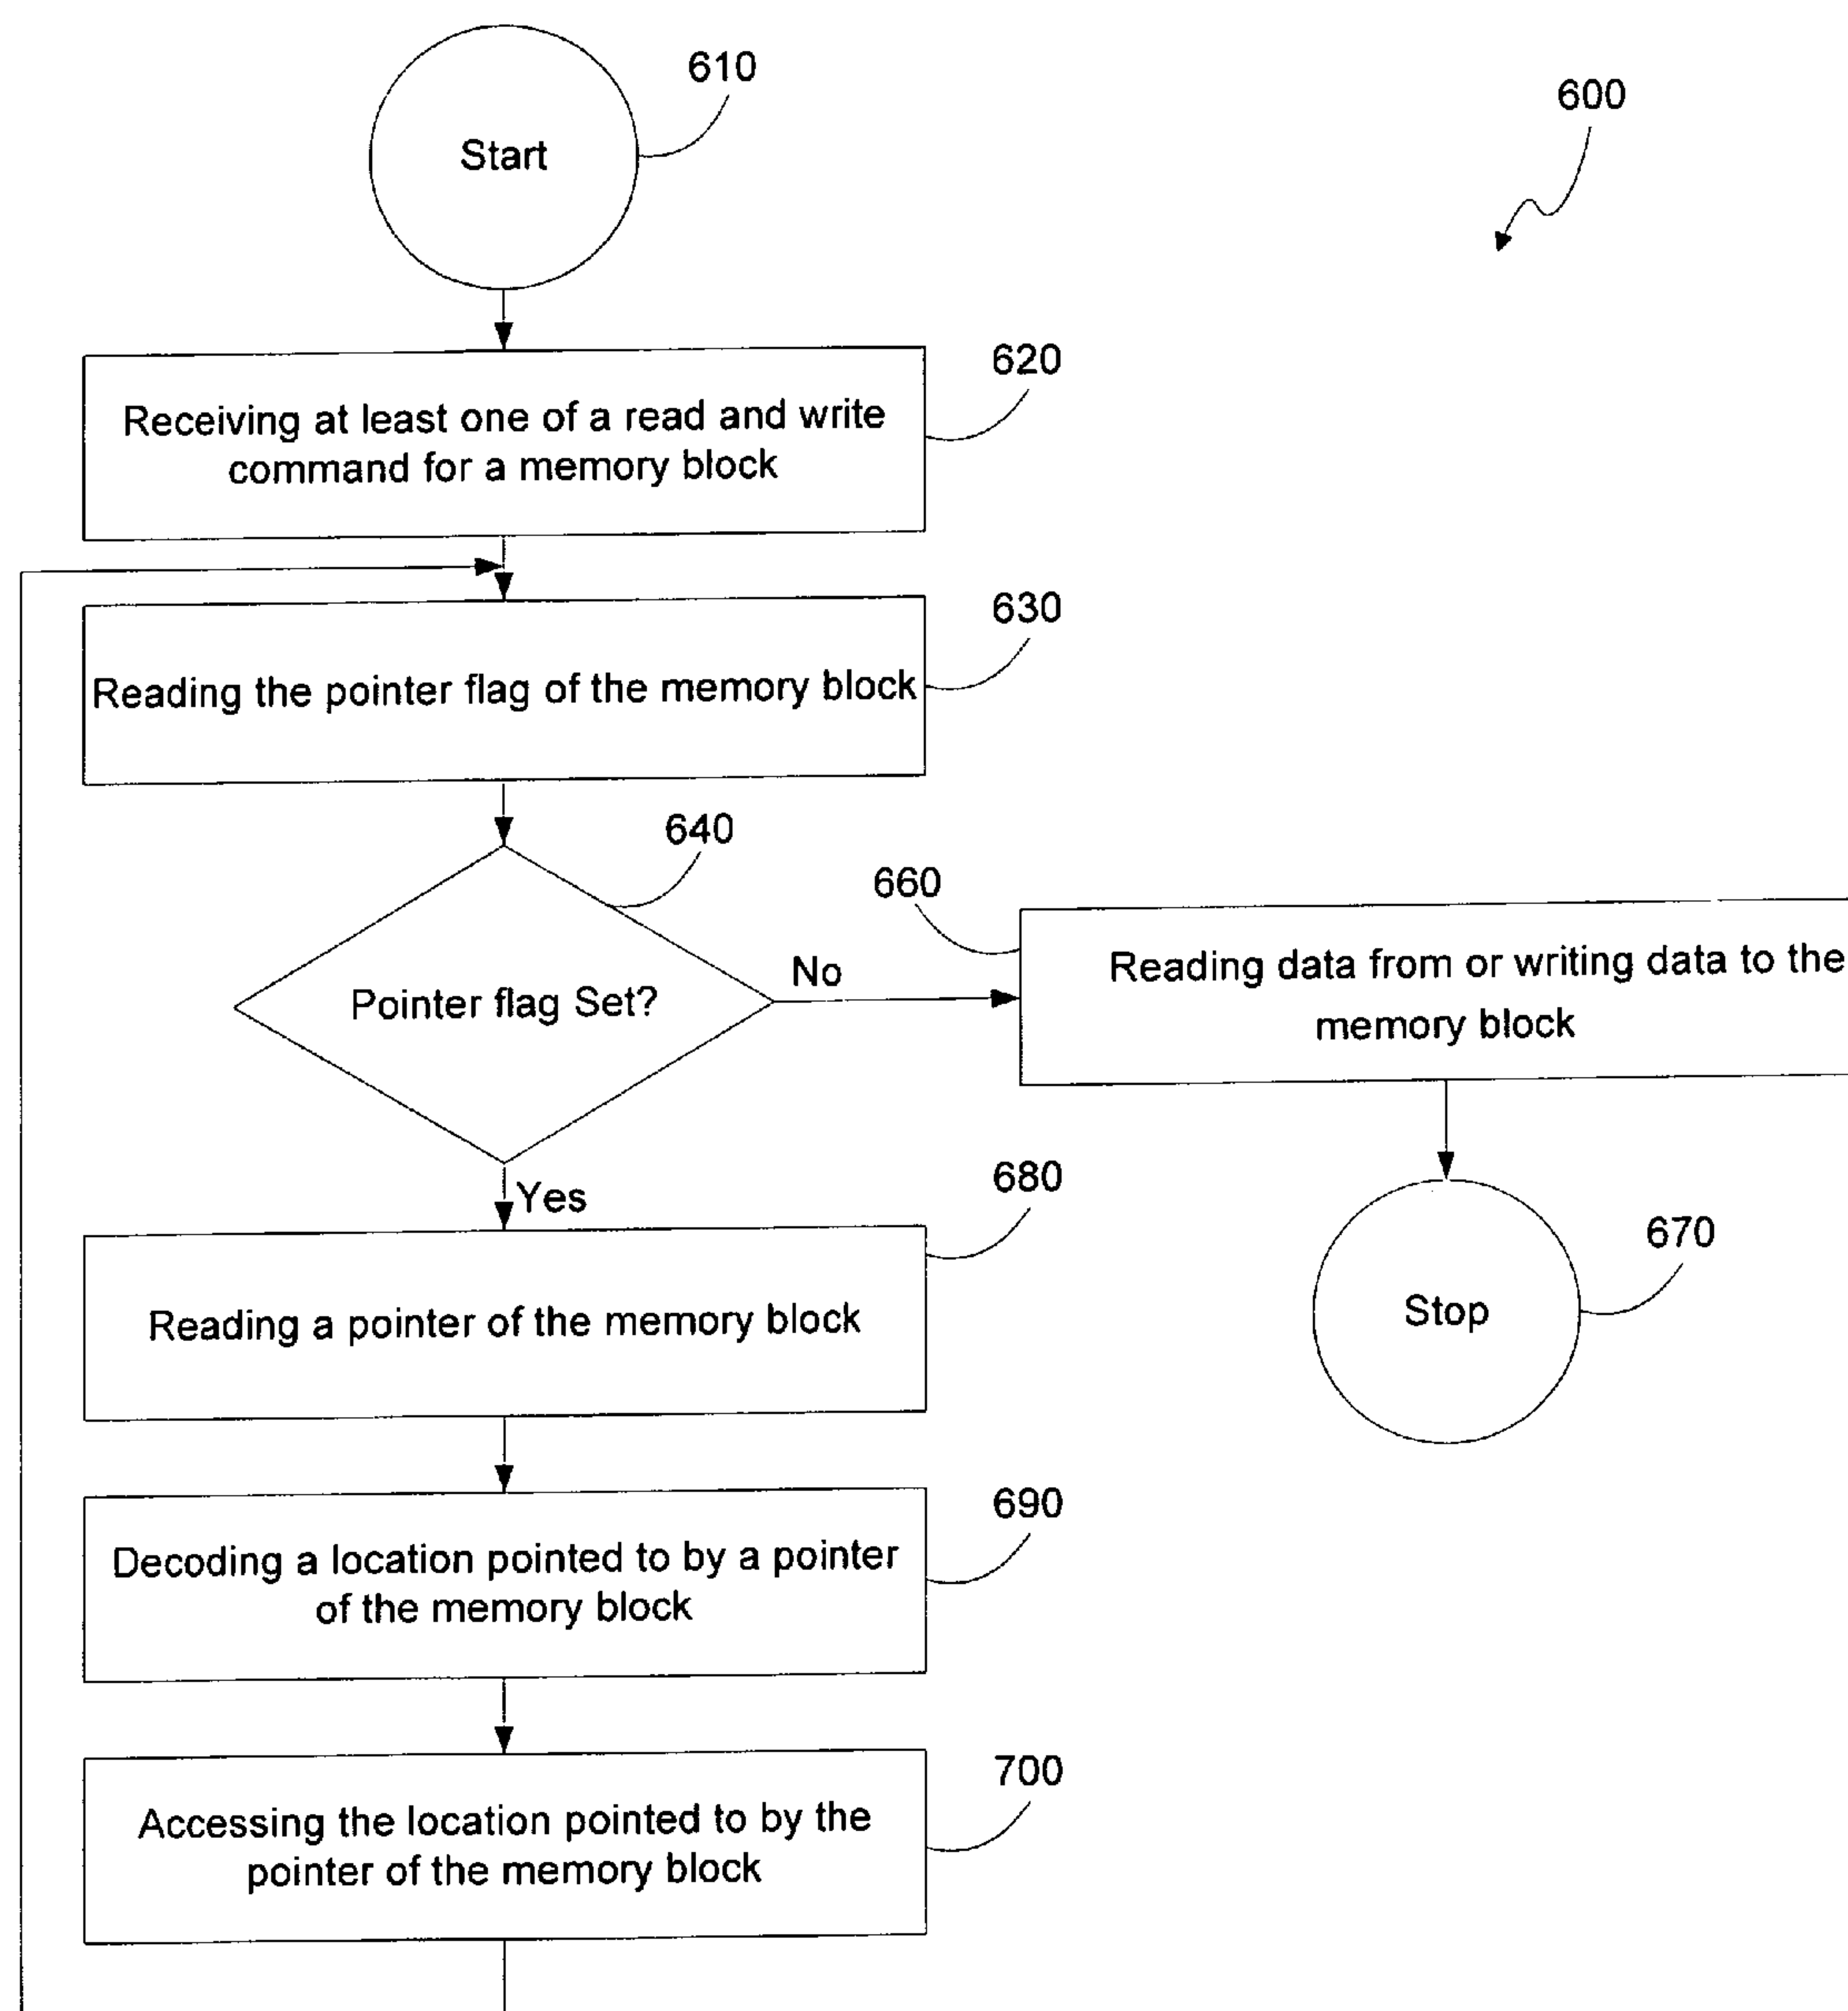 610
600
Start
620
Receiving at least one of a read and write
command for a memory block
630
Reading the pointer flag of the memory block
640
660
Pointer flag Set?
No
Reading data from or writing data to the
memory block
Yes
680
Reading a pointer of the memory block
670
Stop
690
Decoding a location pointed to by a pointer
of the memory block
700
Accessing the location pointed to by the
pointer of the memory block